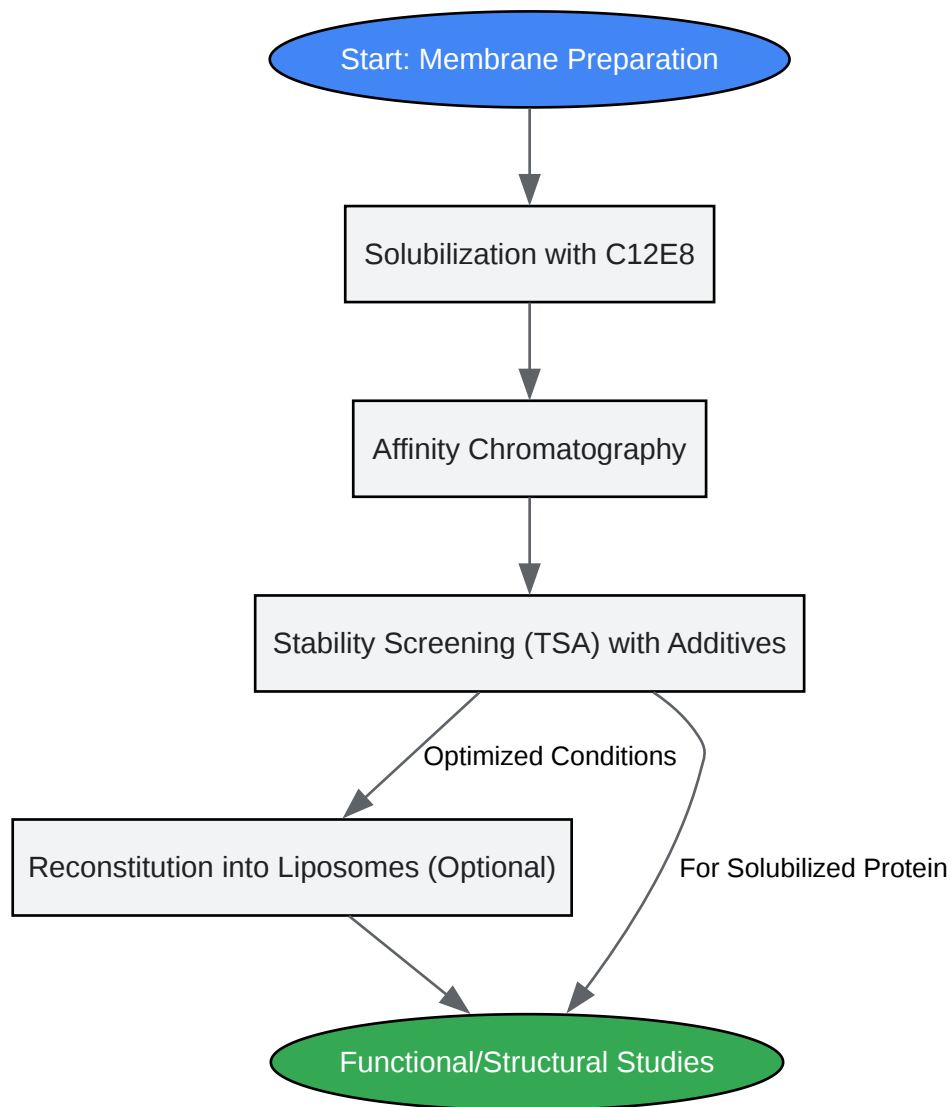 Start: Membrane Preparation
Solubilization with C12E8
Affinity Chromatography
Stability Screening (TSA) with Additives
Optimized Conditions
Reconstitution into Liposomes (Optional)
For Solubilized Protein
Functional/Structural Studies